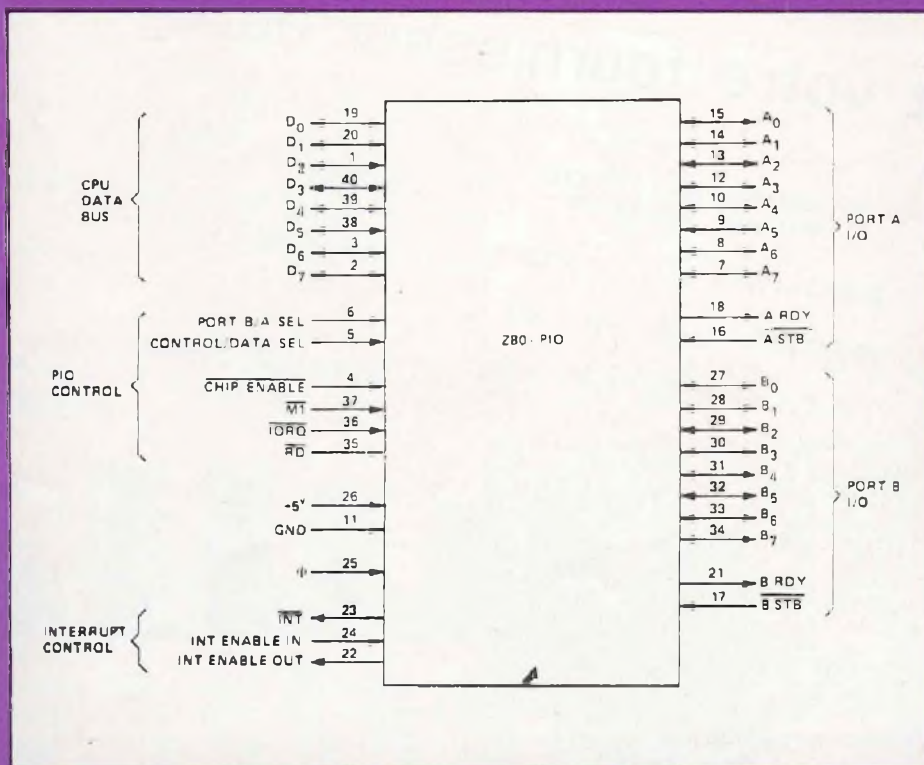 D0 19
D1 20
D2 1
D3 40
D4 39
D5 38
D6 3
D7 2
CPU
DATA
BUS
PORT B/A SEL 6
CONTROL/DATA SEL 5
CHIP ENABLE 4
M1 37
IORQ 36
RD 35
PIO
CONTROL
+5V 26
GND 11
Φ 25
INT 23
INT ENABLE IN 24
INT ENABLE OUT 22
INTERRUPT
CONTROL
Z80-PIO
15 A0
14 A1
13 A2
12 A3
10 A4
9 A5
8 A6
7 A7
18 A RDY
16 A STB
PORT A
I/O
27 B0
28 B1
29 B2
30 B3
31 B4
32 B5
33 B6
34 B7
21 B RDY
17 B STB
PORT B
I/O